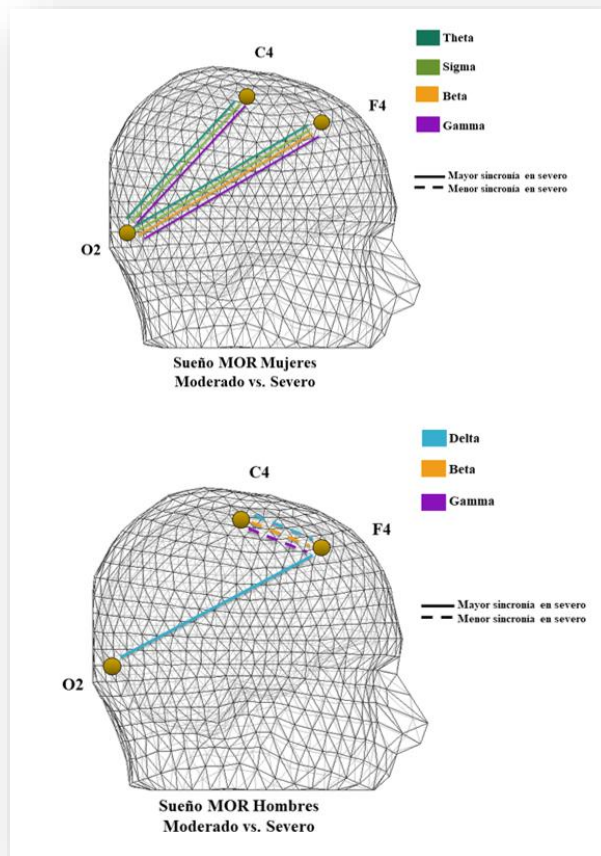 C4
F4
O2
Theta
Sigma
Beta
Gamma
Mayor sincronía en severo
Menor sincronía en severo
Sueño MOR Mujeres
Moderado vs. Severo
C4
F4
O2
Delta
Beta
Gamma
Mayor sincronía en severo
Menor sincronía en severo
Sueño MOR Hombres
Moderado vs. Severo